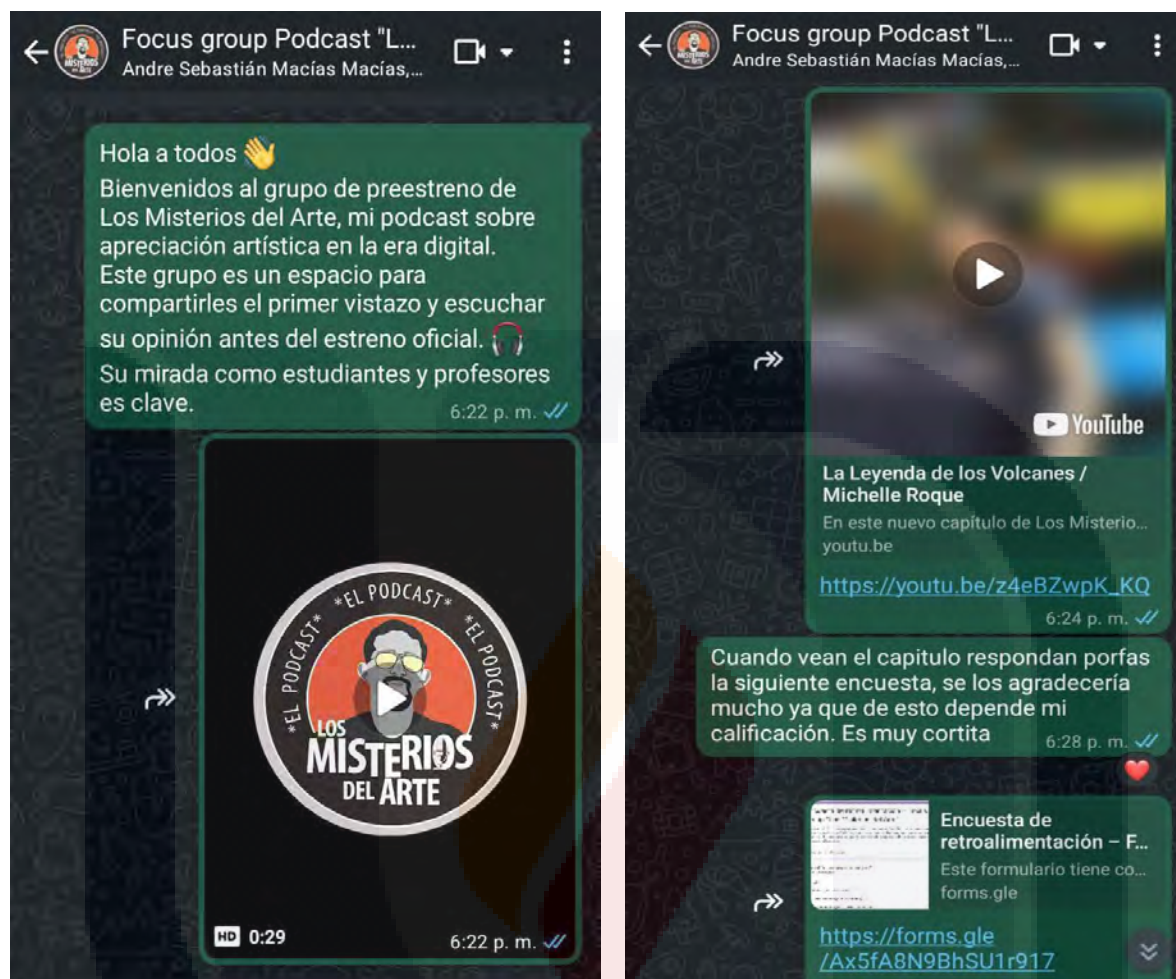 Focus group Podcast "L...
Andre Sebastián Macías Macías,...
Hola a todos 👋
Bienvenidos al grupo de preestreno de
Los Misterios del Arte, mi podcast sobre
apreciación artística en la era digital.
Este grupo es un espacio para
compartirles el primer vistazo y escuchar
su opinión antes del estreno oficial. 🎧
Su mirada como estudiantes y profesores
es clave.
6:22 p. m.
*EL PODCAST*
*EL PODCAST*
*EL PODCAST*
LOS
MISTERIOS
DEL ARTE
HD 0:29
6:22 p. m.
Focus group Podcast "L...
Andre Sebastián Macías Macías,...
YouTube
La Leyenda de los Volcanes /
Michelle Roque
En este nuevo capítulo de Los Misterio...
youtu.be
https://youtu.be/z4eBZwpK_KQ
6:24 p. m.
Cuando vean el capitulo respondan porfas
la siguiente encuesta, se los agradecería
mucho ya que de esto depende mi
calificación. Es muy cortita
6:28 p. m.
❤️
Encuesta de
retroalimentación – F...
Este formulario tiene co...
forms.gle
https://forms.gle
/Ax5fA8N9BhSU1r917